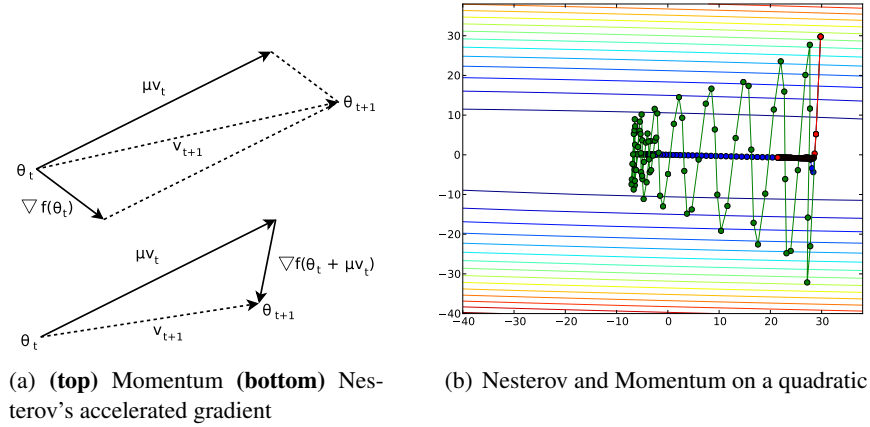 μv_t
θ_{t+1}
v_{t+1}
θ_t
▽ f(θ_t)
μv_t
▽f(θ_t + μv_t)
θ_{t+1}
v_{t+1}
θ_t
30
20
10
0
−10
−20
−30
−40
−40 −30 −20 −10 0 10 20 30
(a) (top) Momentum (bottom) Nes-
terov's accelerated gradient
(b) Nesterov and Momentum on a quadratic